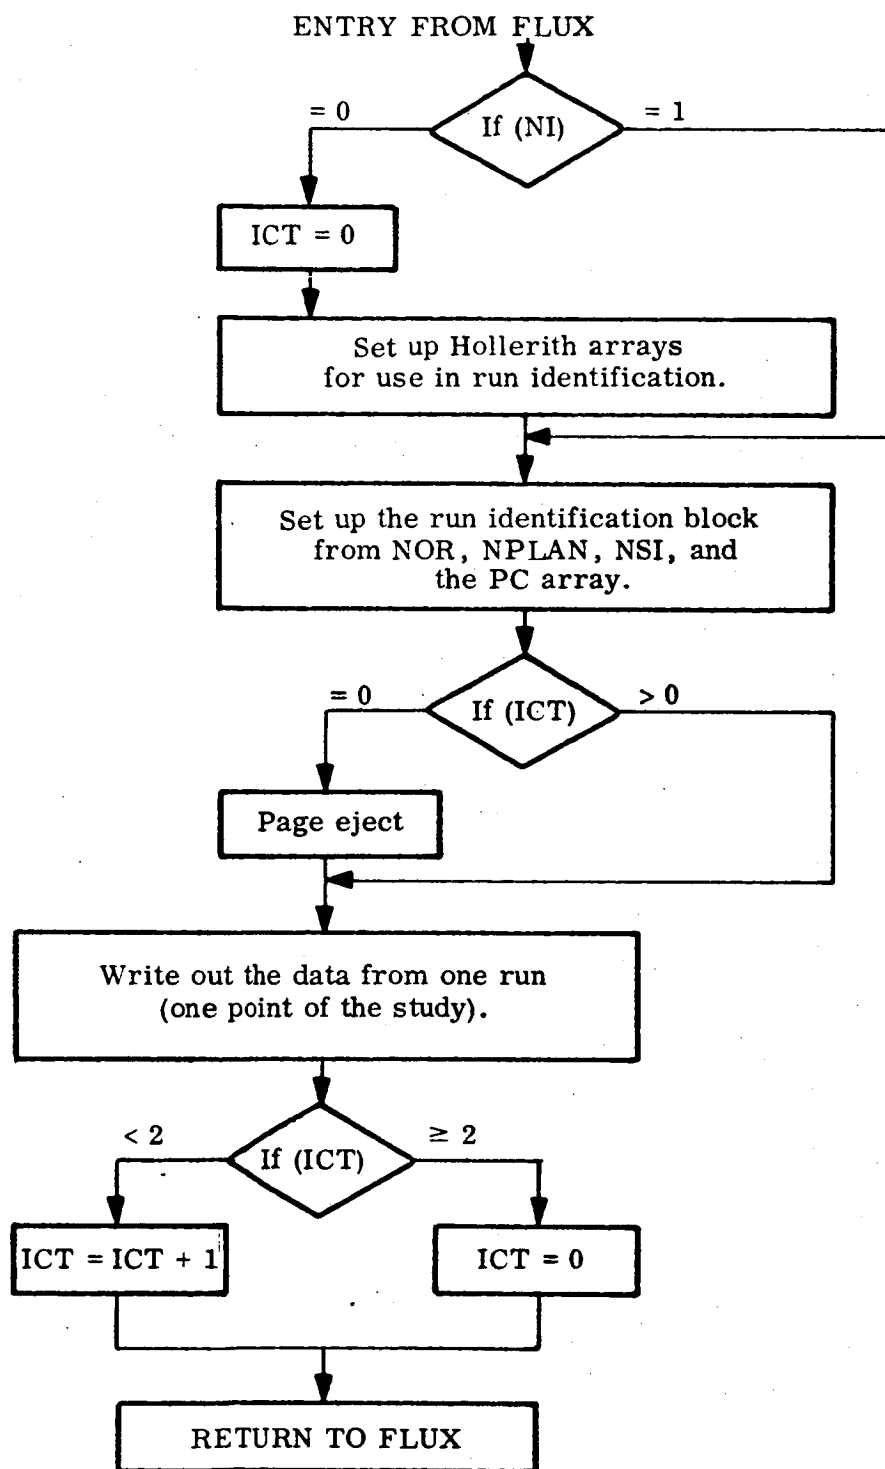 ENTRY FROM FLUX
If (NI)
= 0
= 1
ICT = 0
Set up Hollerith arrays
for use in run identification.
Set up the run identification block
from NOR, NPLAN, NSI, and
the PC array.
If (ICT)
= 0
> 0
Page eject
Write out the data from one run
(one point of the study).
If (ICT)
< 2
≥ 2
ICT = ICT + 1
ICT = 0
RETURN TO FLUX